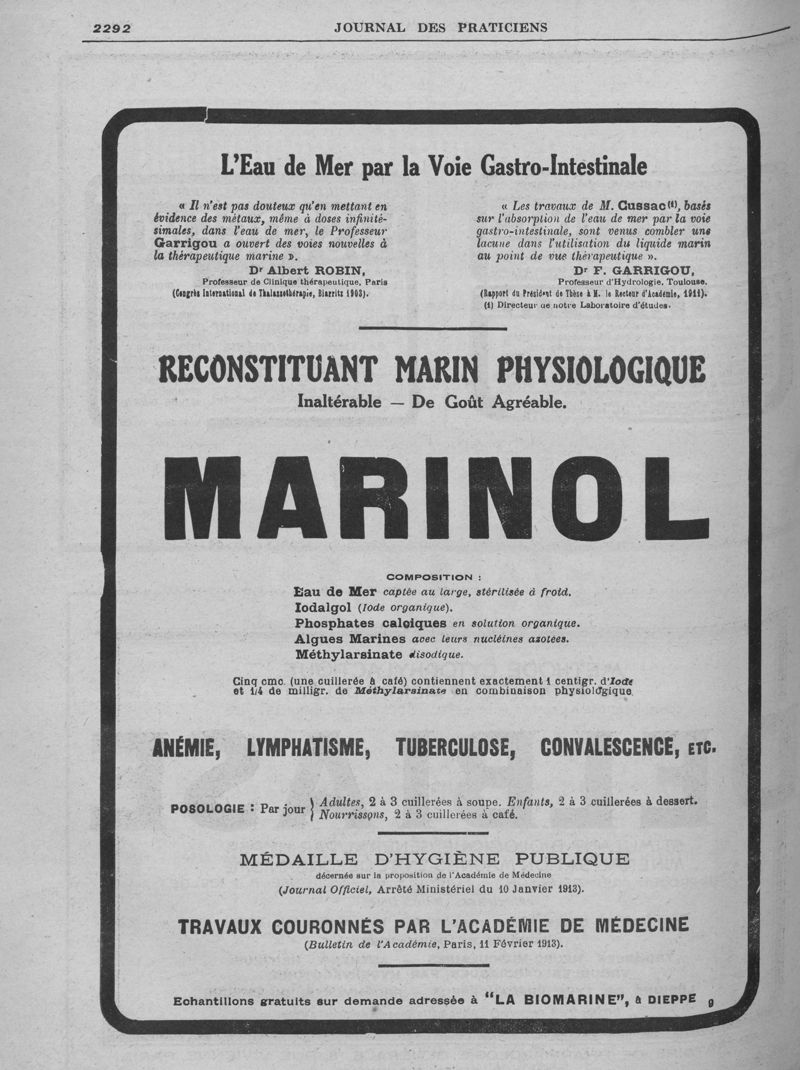 2292
JOURNAL DES PRATICIENS
L'Eau de Mer par la Voie Gastro-Intestinale
« Il n'est pas douteux qu'en mettant en
évidence des métaux, même à doses infinité-
simales, dans l'eau de mer, le Professeur
Garrigou a ouvert des voies nouvelles à
la thérapeutique marine ».
Dr Albert ROBIN,
Professeur de Clinique thérapeutique, Paris
(Congrès International de Thalassothérapie, Biarritz 1903).
« Les travaux de M. Cussac(1), basés
sur l'absorption de l'eau de mer par la voie
gastro-intestinale, sont venus combler une
lacune dans l'utilisation du liquide marin
au point de vue thérapeutique ».
Dr F. GARRIGOU,
Professeur d'Hydrologie, Toulouse.
(Rapport du Président de Thèse à M. le Recteur d'Académie, 1911).
(1) Directeur de notre Laboratoire d'études.
RECONSTITUANT MARIN PHYSIOLOGIQUE
Inaltérable — De Goût Agréable.
MARINOL
COMPOSITION :
Eau de Mer captée au large, stérilisée à froid.
Iodalgol (Iode organique).
Phosphates calciques en solution organique.
Algues Marines avec leurs nucléines azotées.
Méthylarsinate disodique.
Cinq cmc. (une cuillerée à café) contiennent exactement 1 centigr. d'Iode
et 1/4 de milligr. de Méthylarsinate en combinaison physiologique.
ANÉMIE, LYMPHATISME, TUBERCULOSE, CONVALESCENCE, ETC.
POSOLOGIE : Par jour { Adultes, 2 à 3 cuillerées à soupe. Enfants, 2 à 3 cuillerées à dessert.
Nourrissons, 2 à 3 cuillerées à café.
MÉDAILLE D'HYGIÈNE PUBLIQUE
décernée sur la proposition de l'Académie de Médecine
(Journal Officiel, Arrêté Ministériel du 10 Janvier 1913).
TRAVAUX COURONNÉS PAR L'ACADÉMIE DE MÉDECINE
(Bulletin de l'Académie, Paris, 11 Février 1913).
Echantillons gratuits sur demande adressée à "LA BIOMARINE", à DIEPPE 9